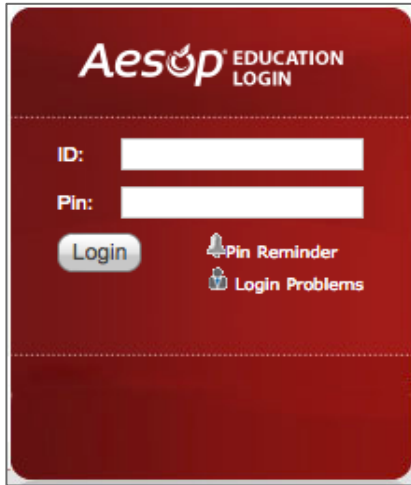 Aesop® EDUCATION
LOGIN
ID:
Pin:
Login
Pin Reminder
Login Problems